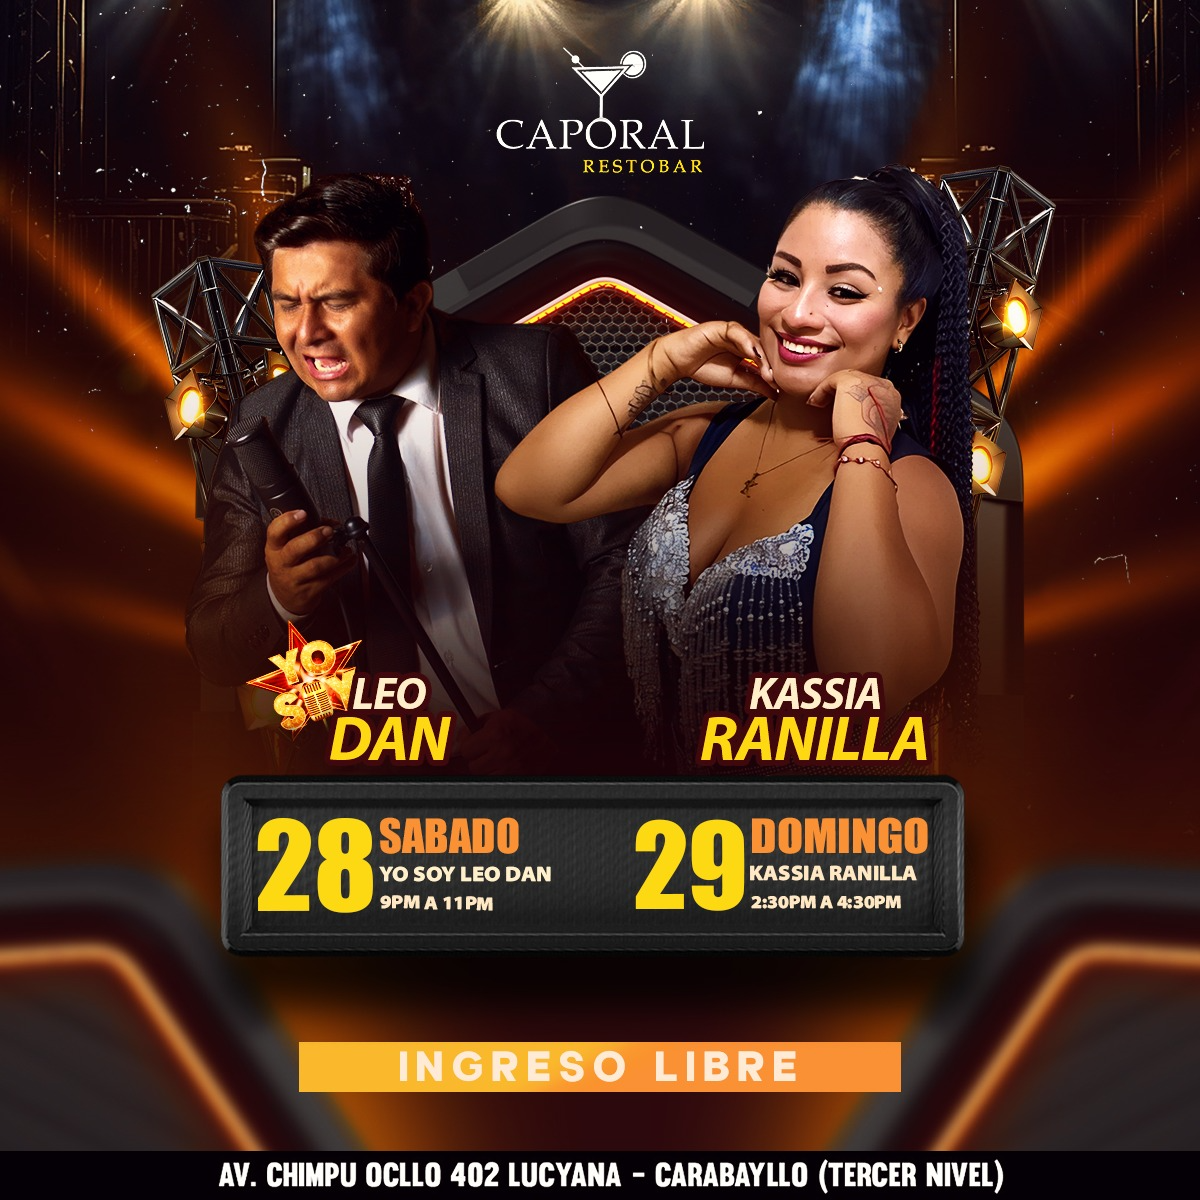 CAPORAL
RESTOBAR
YO
SOY
LEO
DAN
KASSIA
RANILLA
28 SABADO
YO SOY LEO DAN
9PM A 11PM
29 DOMINGO
KASSIA RANILLA
2:30PM A 4:30PM
INGRESO LIBRE
AV. CHIMPU OCLLO 402 LUCYANA - CARABAYLLO (TERCER NIVEL)